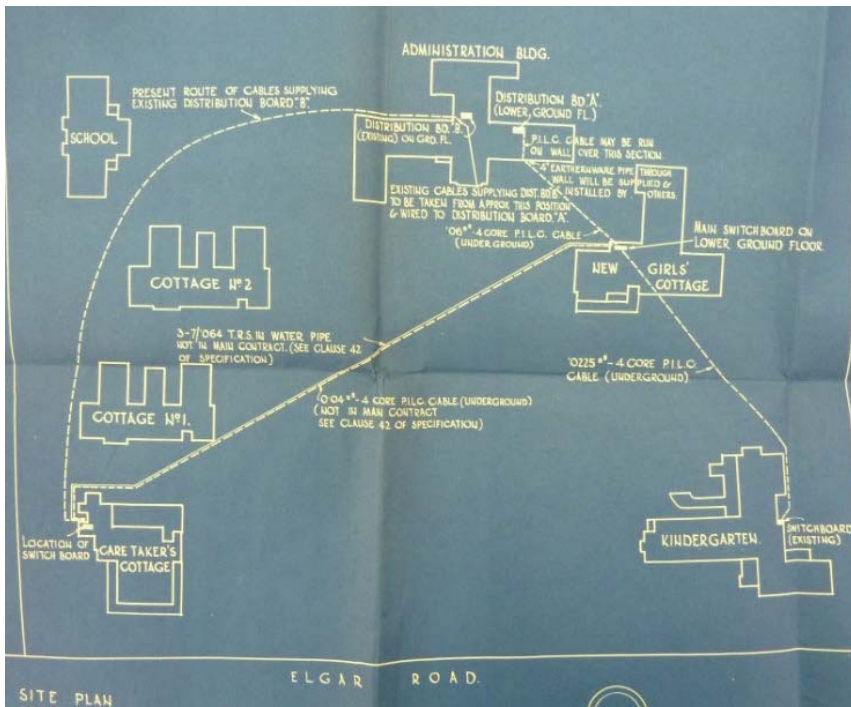 ADMINISTRATION BLDG.
PRESENT ROUTE OF CABLES SUPPLYING
EXISTING DISTRIBUTION BOARD "B".
SCHOOL
DISTRIBUTION BD. "A".
(LOWER GROUND FL.)
DISTRIBUTION BD. "B"
(EXISTING) ON GRD. FL.
P.I.L.C. CABLE MAY BE RUN
ON WALL OVER THIS SECTION.
4" EARTHERNWARE PIPE THROUGH
WALL WILL BE SUPPLIED &
INSTALLED BY OTHERS.
EXISTING CABLES SUPPLYING DIST. BD. "B"
TO BE TAKEN FROM APPROX THIS POSITION
& WIRED TO DISTRIBUTION BOARD "A".
'06▫" - 4 CORE P.I.L.C. CABLE
(UNDERGROUND)
MAIN SWITCHBOARD ON
LOWER GROUND FLOOR.
NEW GIRLS'
COTTAGE
COTTAGE Nº 2
3-7/·064 T.R.S. IN WATER PIPE
NOT IN MAIN CONTRACT. (SEE CLAUSE 42
OF SPECIFICATION)
'0225▫" - 4 CORE P.I.L.C.
CABLE (UNDERGROUND)
COTTAGE Nº 1.
0·04▫" - 4 CORE P.I.L.C CABLE (UNDERGROUND)
(NOT IN MAIN CONTRACT
SEE CLAUSE 42 OF SPECIFICATION)
LOCATION OF
SWITCH BOARD
CARE TAKER'S
COTTAGE
KINDERGARTEN.
SWITCHBOARD
(EXISTING)
ELGAR ROAD.
SITE PLAN